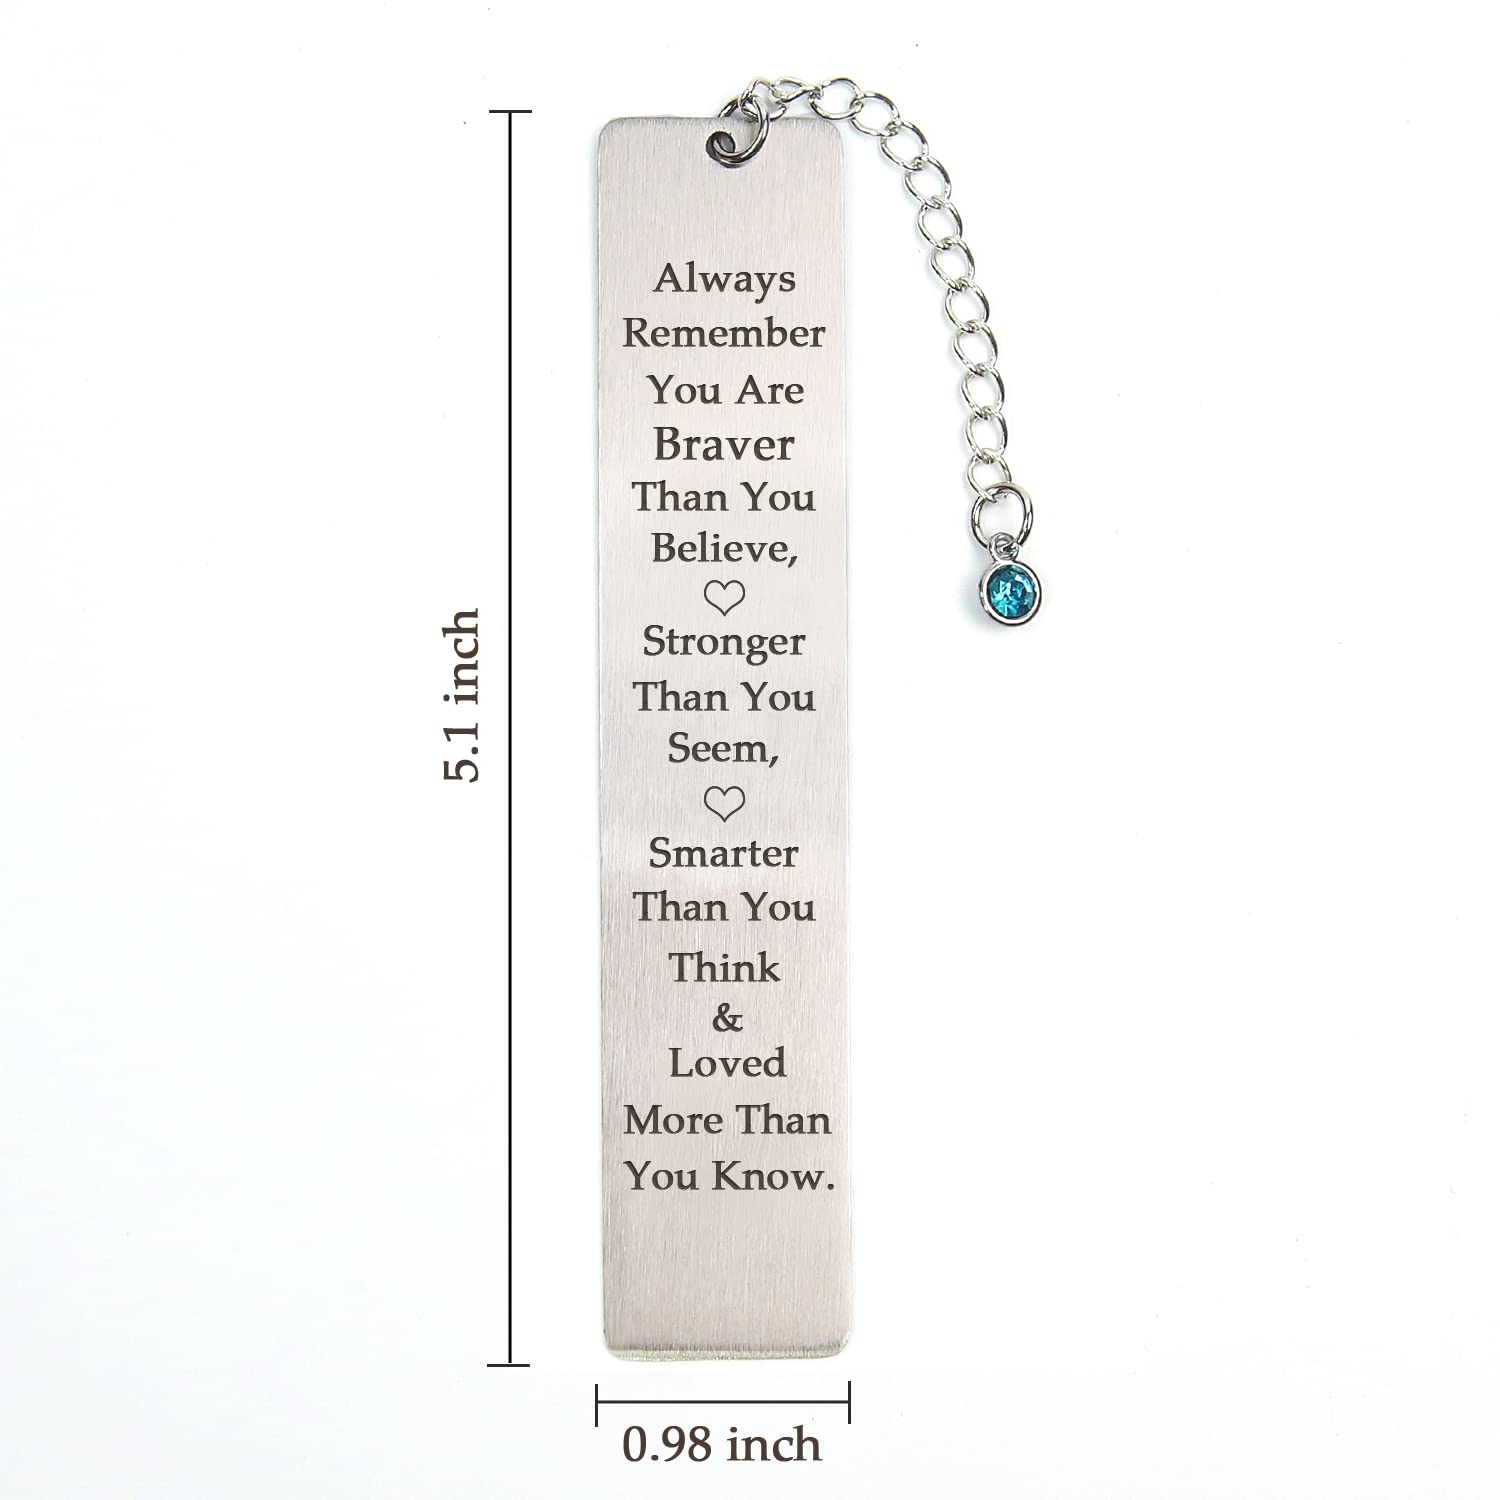 Always
Remember
You Are
Braver
Than You
Believe,
Stronger
Than You
Seem,
Smarter
Than You
Think
&
Loved
More Than
You Know.
5.1 inch
0.98 inch